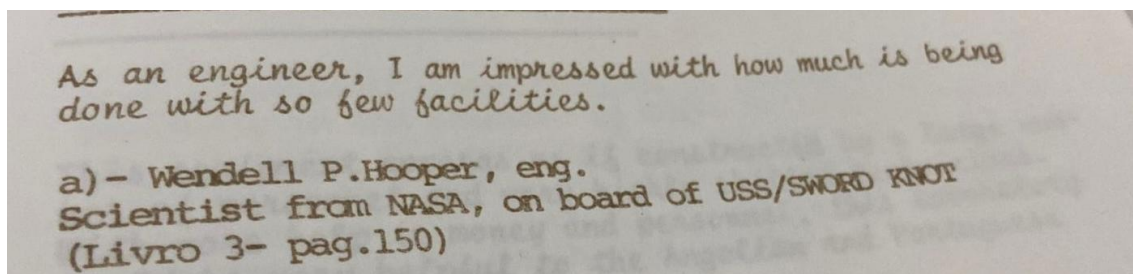 As an engineer, I am impressed with how much is being
done with so few facilities.
a)- Wendell P.Hooper, eng.
Scientist from NASA, on board of USS/SWORD KNOT
(Livro 3- pag.150)